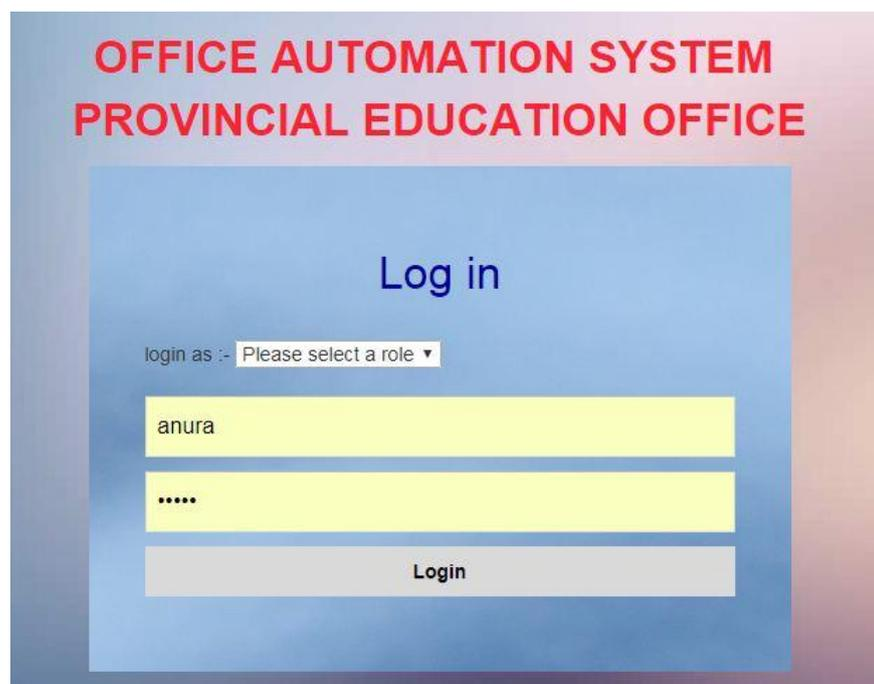 OFFICE AUTOMATION SYSTEM
PROVINCIAL EDUCATION OFFICE
Log in
login as :- Please select a role
anura
•••••
Login